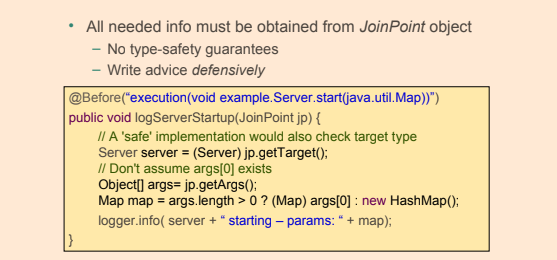 • All needed info must be obtained from JoinPoint object
– No type-safety guarantees
– Write advice defensively
@Before(“execution(void example.Server.start(java.util.Map))”)
public void logServerStartup(JoinPoint jp) {
// A 'safe' implementation would also check target type
Server server = (Server) jp.getTarget();
// Don't assume args[0] exists
Object[] args= jp.getArgs();
Map map = args.length > 0 ? (Map) args[0] : new HashMap();
logger.info( server + “ starting – params: “ + map);
}